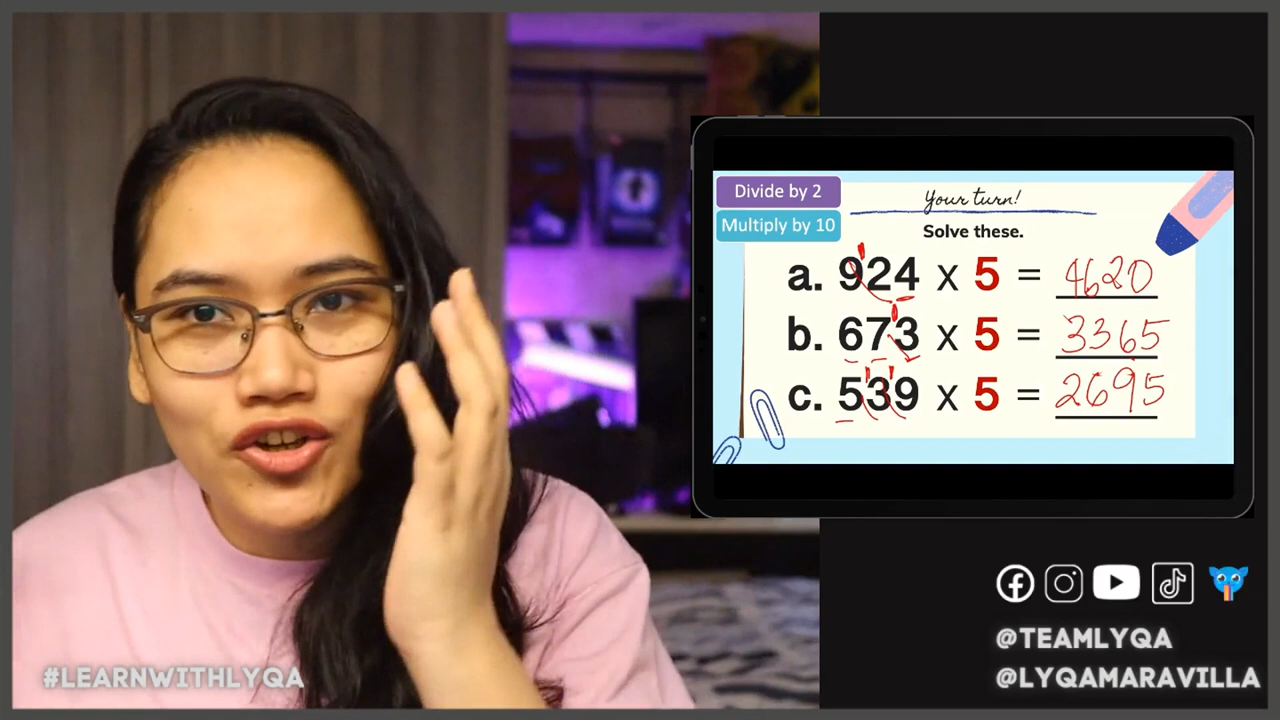 Divide by 2
Multiply by 10
Your turn!
Solve these.
a. 924 x 5 = 4620
b. 673 x 5 = 3365
c. 539 x 5 = 2695
@TEAMLYQA
@LYQAMARAVILLA
#LEARNWITHLYQA